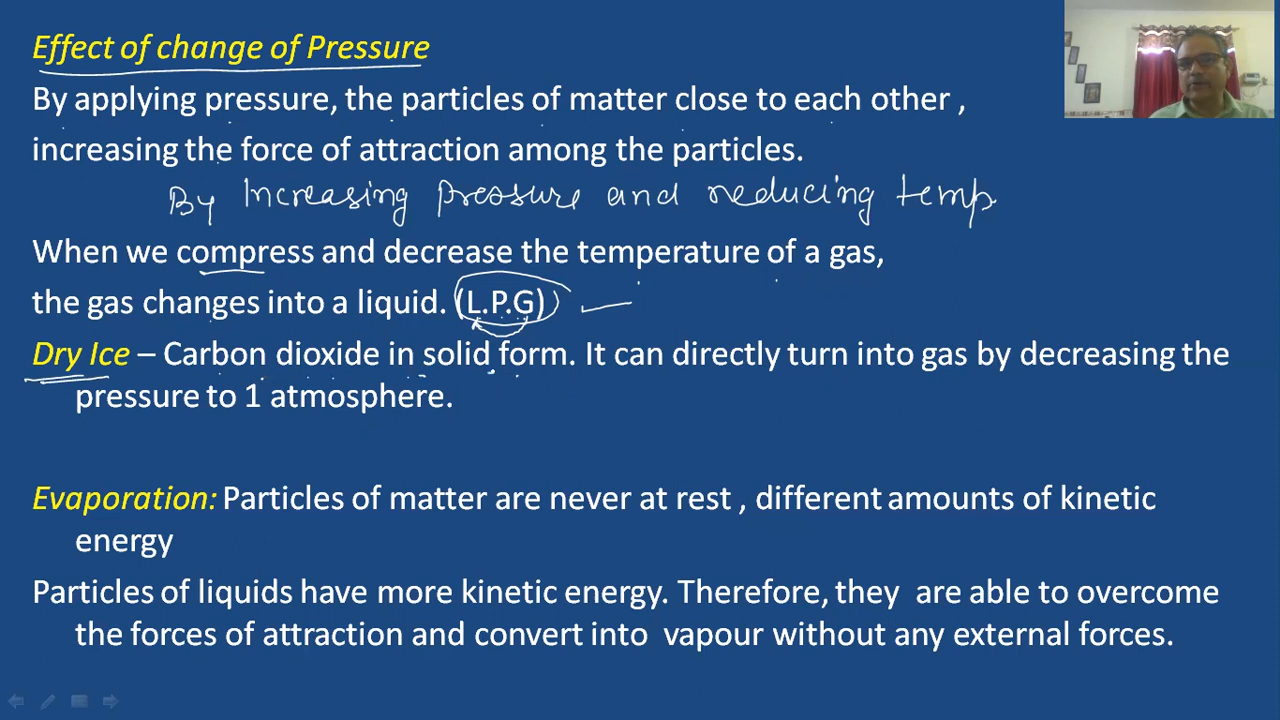 Effect of change of Pressure
By applying pressure, the particles of matter close to each other ,
increasing the force of attraction among the particles.
By Increasing pressure and reducing temp
When we compress and decrease the temperature of a gas,
the gas changes into a liquid. (L.P.G)
Dry Ice – Carbon dioxide in solid form. It can directly turn into gas by decreasing the
pressure to 1 atmosphere.
Evaporation: Particles of matter are never at rest , different amounts of kinetic
energy
Particles of liquids have more kinetic energy. Therefore, they are able to overcome
the forces of attraction and convert into vapour without any external forces.